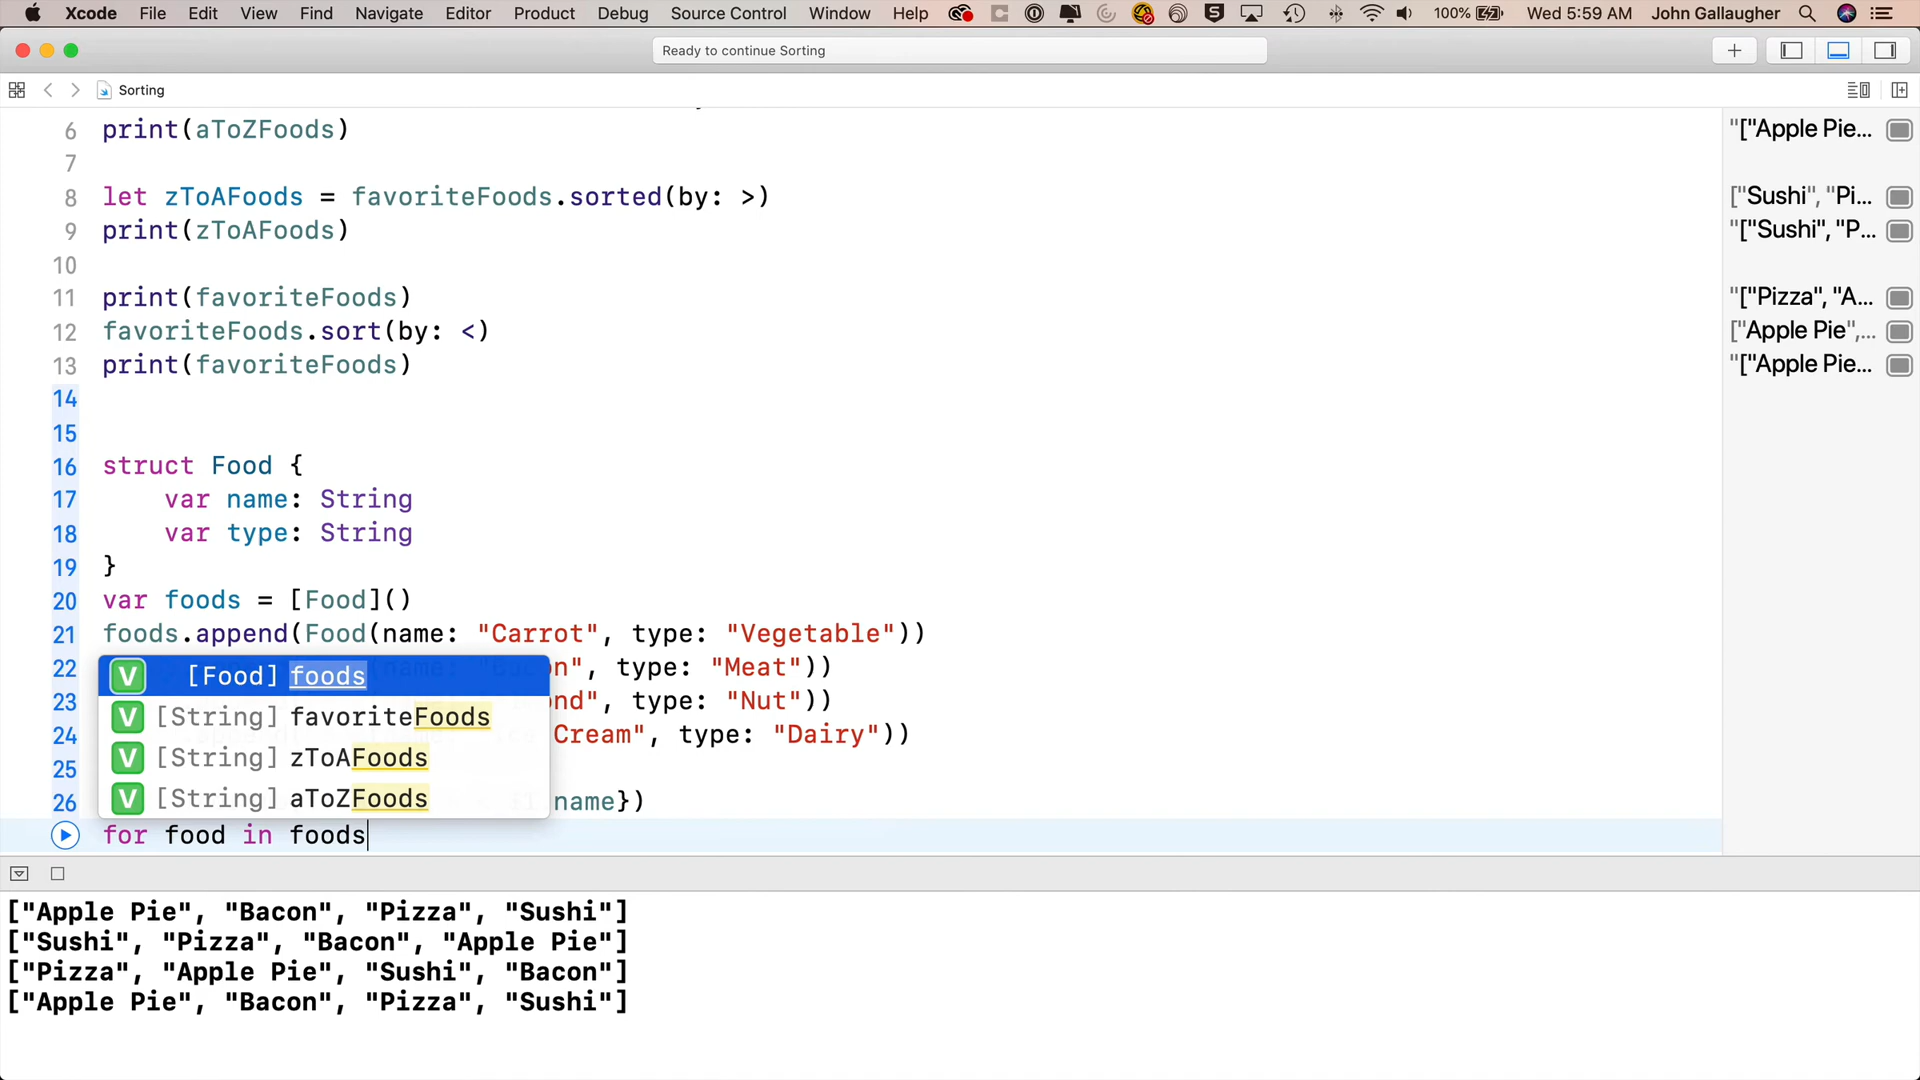 Xcode File Edit View Find Navigate Editor Product Debug Source Control Window Help 100% Wed 5:59 AM John Gallaugher
Ready to continue Sorting
Sorting
6 print(aToZFoods) "["Apple Pie...
7
8 let zToAFoods = favoriteFoods.sorted(by: >) ["Sushi", "Pi...
9 print(zToAFoods) "["Sushi", "P...
10
11 print(favoriteFoods) "["Pizza", "A...
12 favoriteFoods.sort(by: <) ["Apple Pie",...
13 print(favoriteFoods) "["Apple Pie...
14
15
16 struct Food {
17 var name: String
18 var type: String
19 }
20 var foods = [Food]()
21 foods.append(Food(name: "Carrot", type: "Vegetable"))
22 type: "Meat"))
23 type: "Nut"))
24 Cream", type: "Dairy"))
25
26 name})
V [Food] foods
V [String] favoriteFoods
V [String] zToAFoods
V [String] aToZFoods
for food in foods
["Apple Pie", "Bacon", "Pizza", "Sushi"]
["Sushi", "Pizza", "Bacon", "Apple Pie"]
["Pizza", "Apple Pie", "Sushi", "Bacon"]
["Apple Pie", "Bacon", "Pizza", "Sushi"]